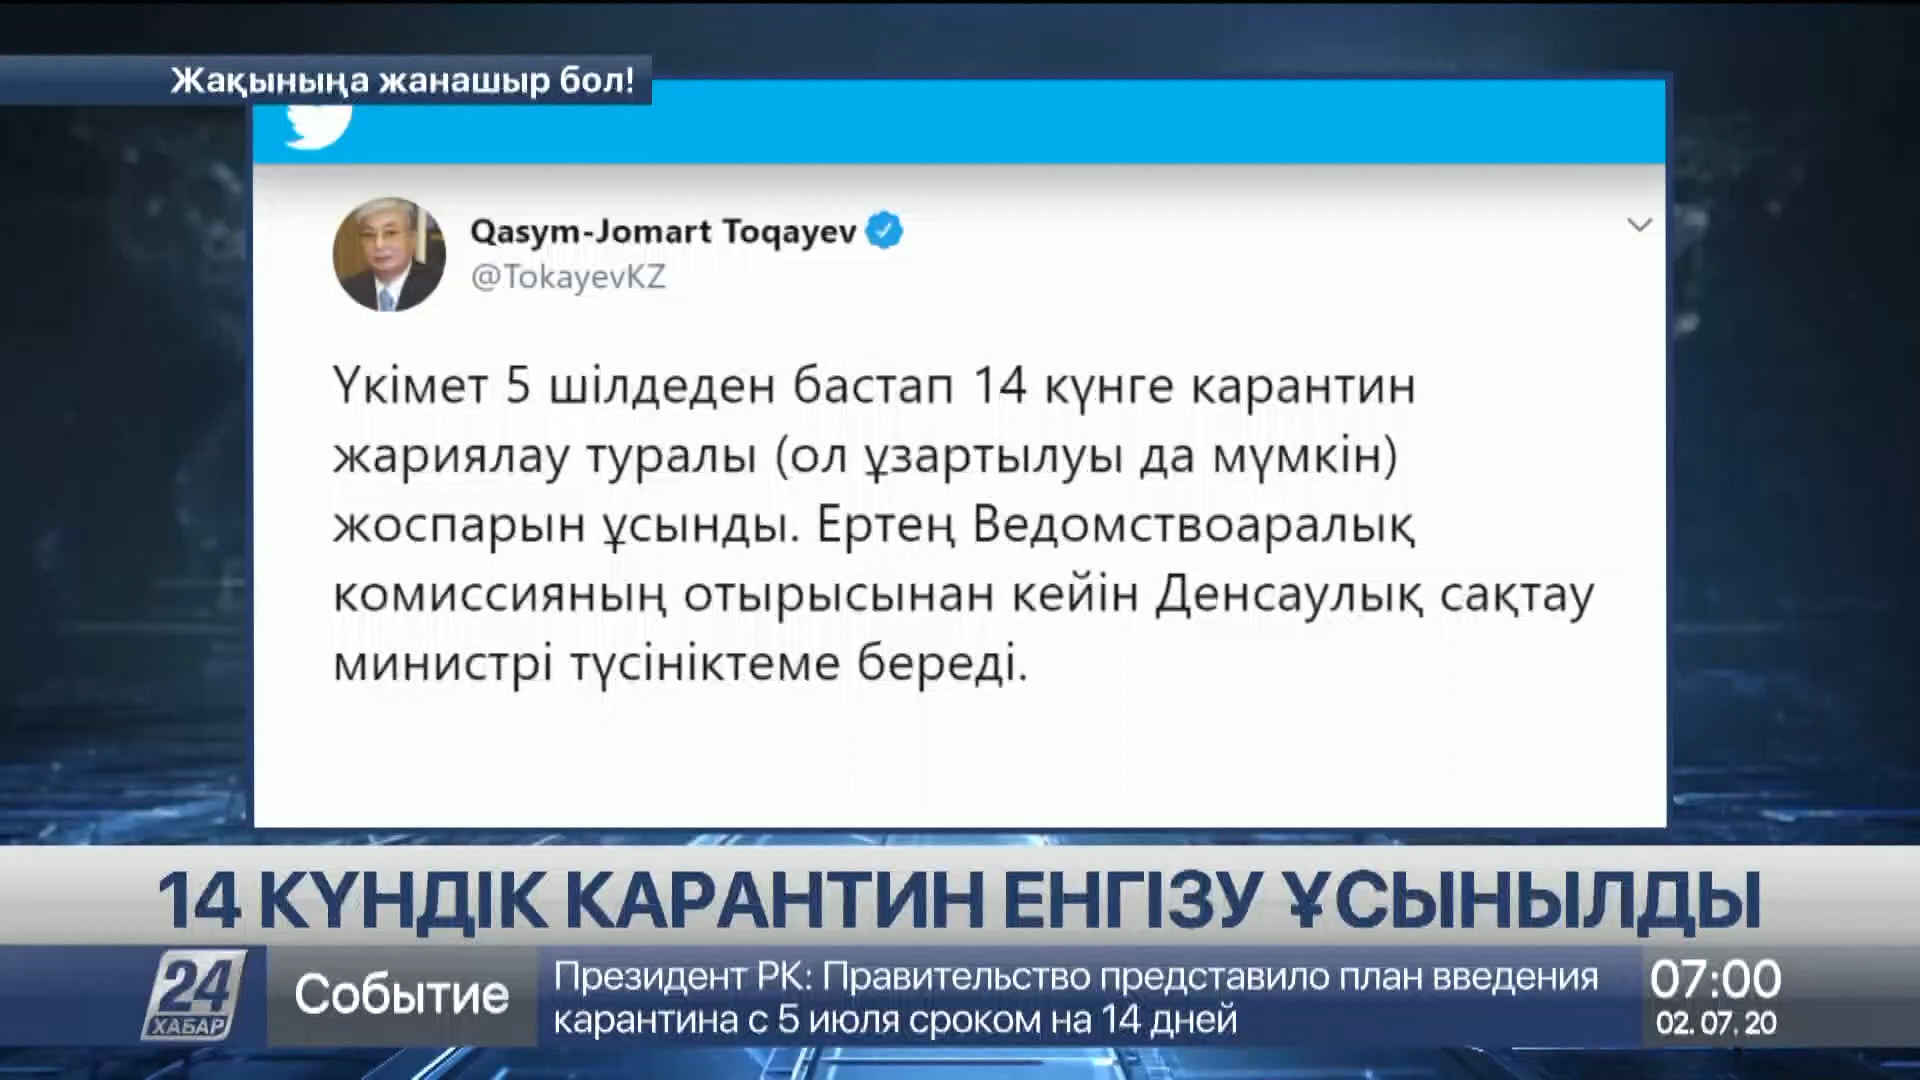 Жақыныңа жанашыр бол!
Qasym-Jomart Toqayev
@TokayevKZ
Үкімет 5 шілдеден бастап 14 күнге карантин
жариялау туралы (ол ұзартылуы да мүмкін)
жоспарын ұсынды. Ертең Ведомствоаралық
комиссияның отырысынан кейін Денсаулық сақтау
министрі түсініктеме береді.
14 КҮНДІК КАРАНТИН ЕНГІЗУ ҰСЫНЫЛДЫ
24
ХАБАР
Событие
Президент РК: Правительство представило план введения
карантина с 5 июля сроком на 14 дней
07:00
02. 07. 20